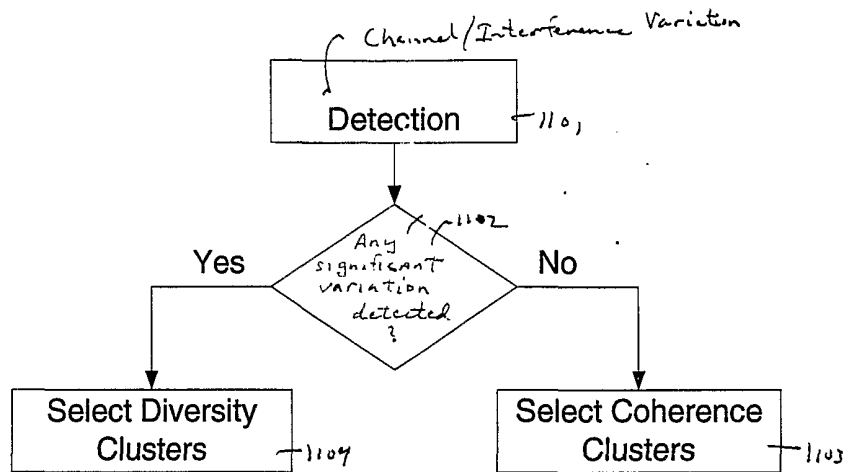 Channel/Interference Variation
Detection
1101
1102
Any
significant
variation
detected
?
Yes
No
Select Diversity
Clusters
1104
Select Coherence
Clusters
1103